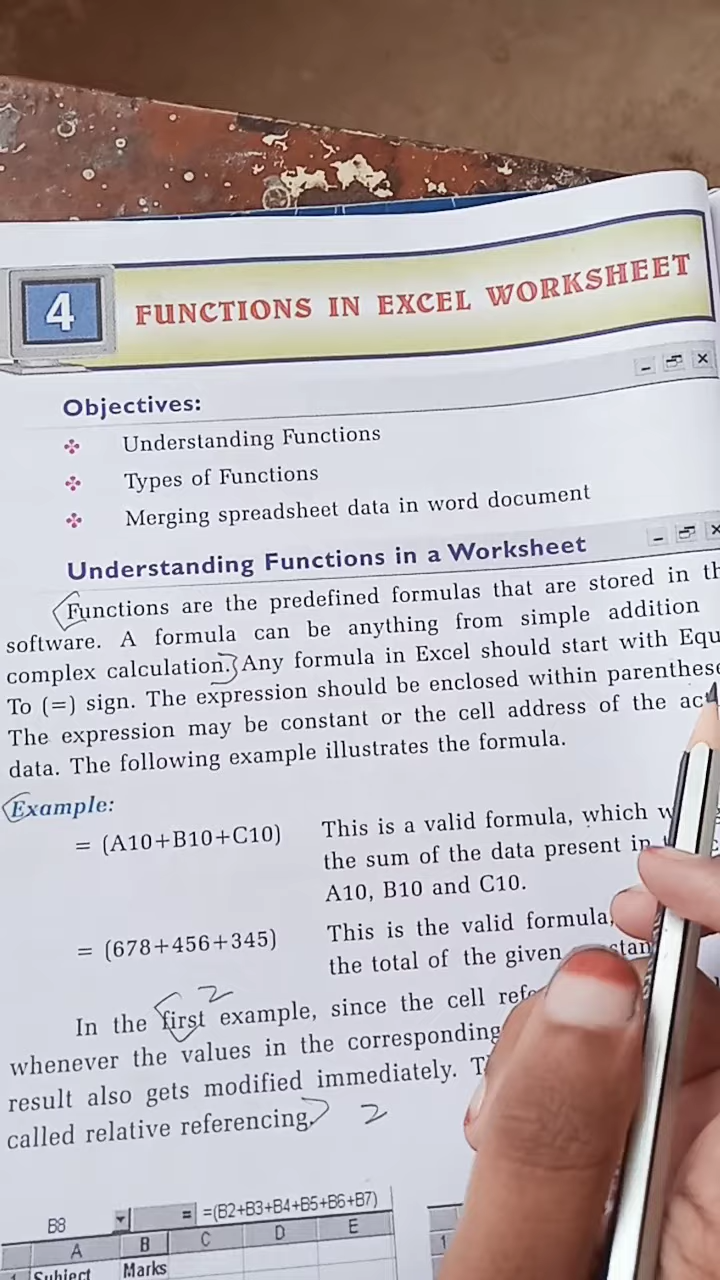 4 FUNCTIONS IN EXCEL WORKSHEET
Objectives:
Understanding Functions
Types of Functions
Merging spreadsheet data in word document
Understanding Functions in a Worksheet
Functions are the predefined formulas that are stored in
software. A formula can be anything from simple addition
complex calculation. Any formula in Excel should start with
To (=) sign. The expression should be enclosed within
The expression may be constant or the cell address of the
data. The following example illustrates the formula.
Example:
= (A10+B10+C10) This is a valid formula, which
the sum of the data present in
A10, B10 and C10.
= (678+456+345) This is the valid formula,
the total of the given
2
In the first example, since the cell
whenever the values in the corresponding
result also gets modified immediately.
called relative referencing. 2
B8 = =(B2+B3+B4+B5+B6+B7)
A B C D E
1 Subject Marks
1